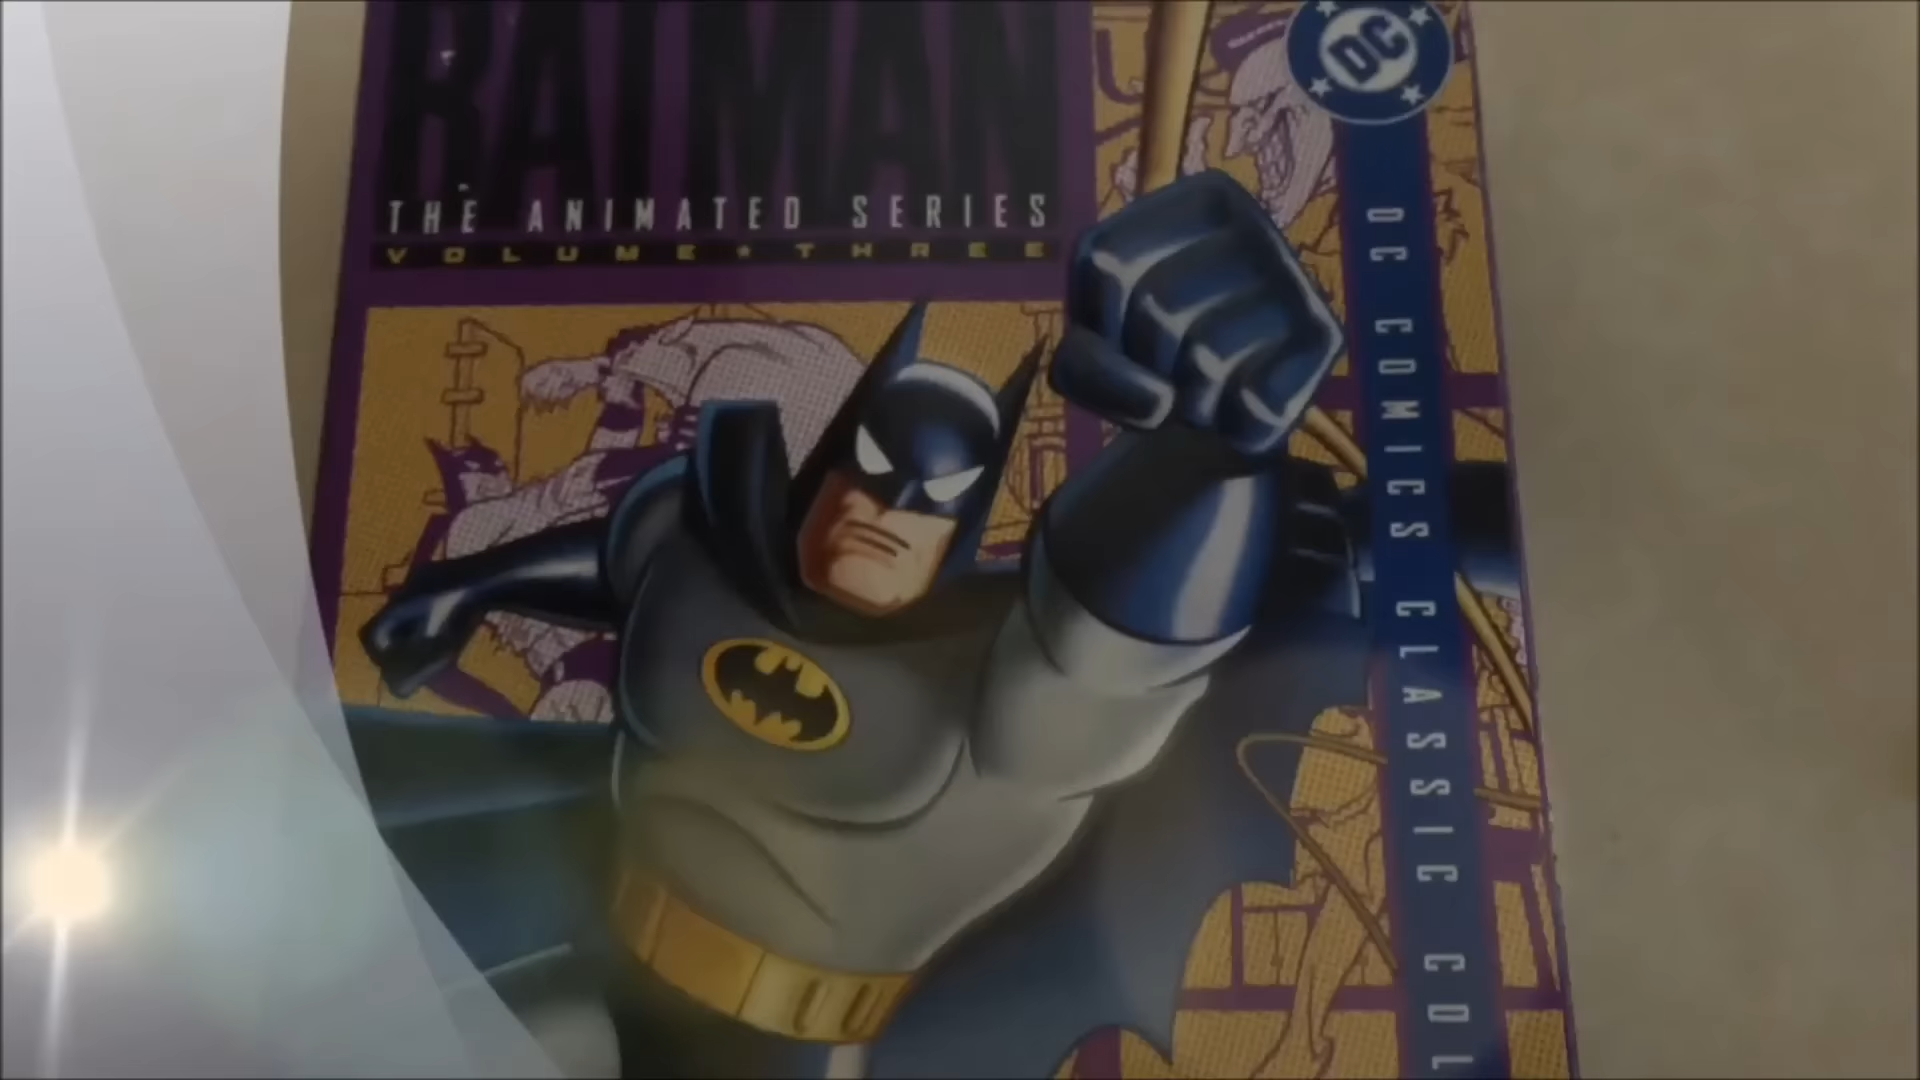 BATMAN
THE ANIMATED SERIES
VOLUME * THREE
DC
DC COMICS CLASSIC COL